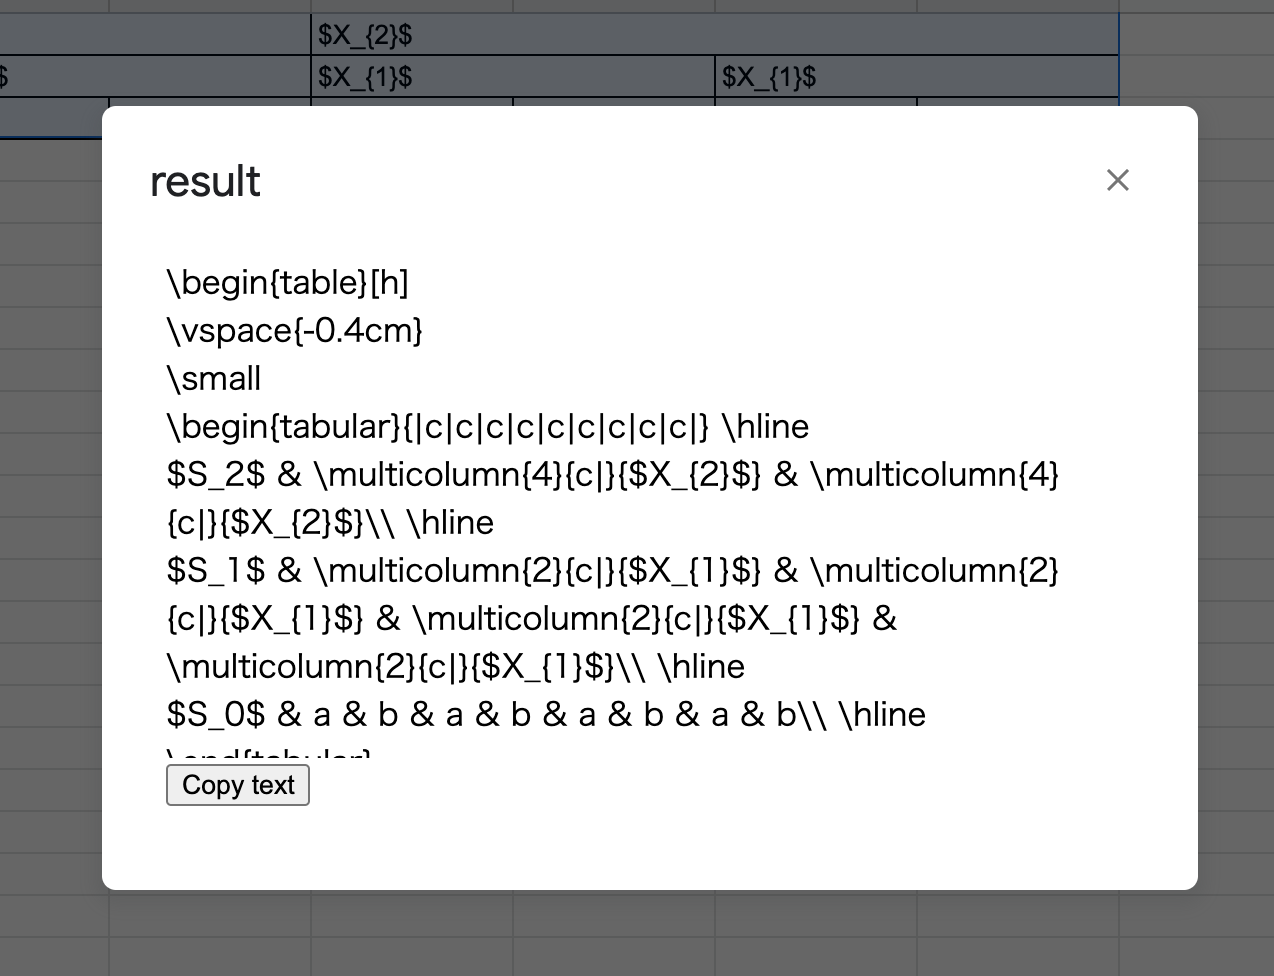 $X_{2}$
$ $X_{1}$ $X_{1}$
result
\begin{table}[h]
\vspace{-0.4cm}
\small
\begin{tabular}{|c|c|c|c|c|c|c|c|c|} \hline
$S_2$ & \multicolumn{4}{c|}{$X_{2}$} & \multicolumn{4}
{c|}{$X_{2}$}\\ \hline
$S_1$ & \multicolumn{2}{c|}{$X_{1}$} & \multicolumn{2}
{c|}{$X_{1}$} & \multicolumn{2}{c|}{$X_{1}$} &
\multicolumn{2}{c|}{$X_{1}$}\\ \hline
$S_0$ & a & b & a & b & a & b & a & b\\ \hline
\end{tabular}
Copy text